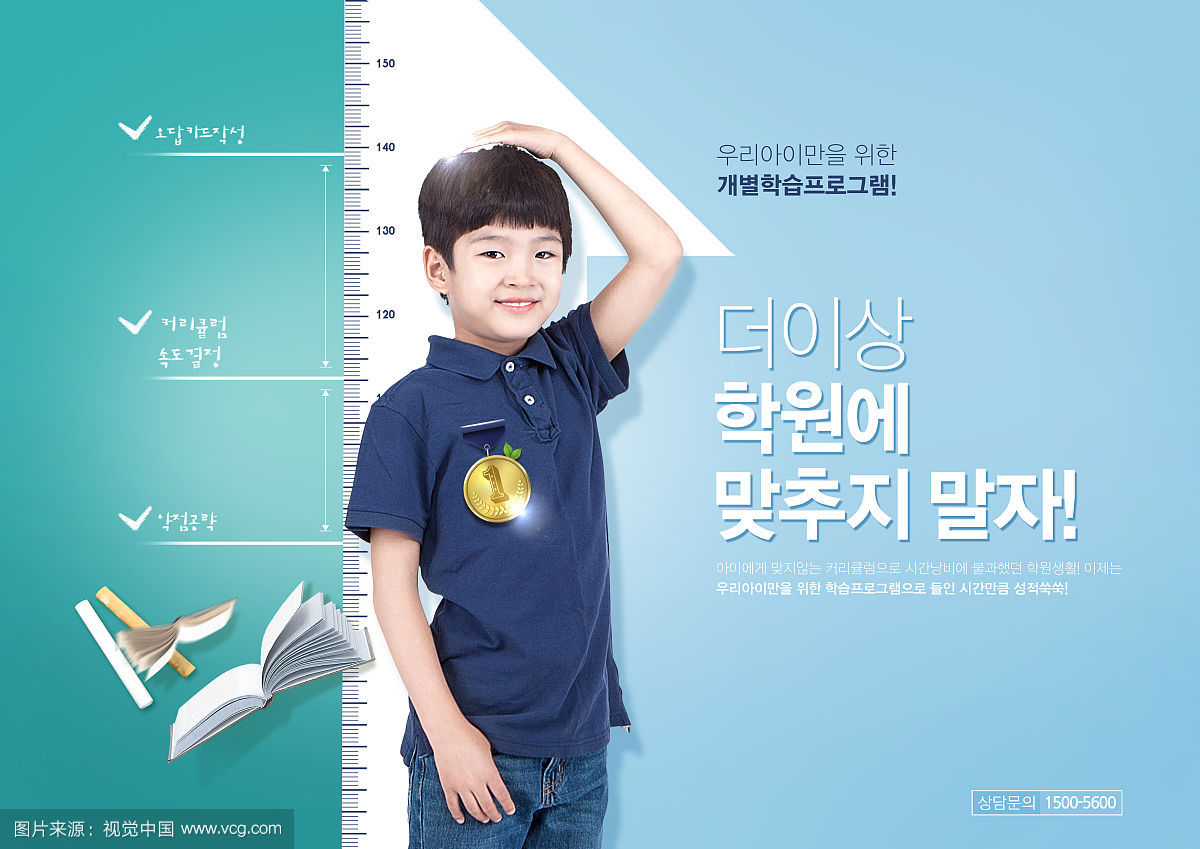 150
140
130
120
오답카드작성
커리큘럼
속도결정
약점공략
우리아이만을 위한
개별학습프로그램!
더이상
학원에
맞추지 말자!
아이에게 맞지않는 커리큘럼으로 시간낭비에 불과했던 학원생활! 이제는
우리아이만을 위한 학습프로그램으로 들인 시간만큼 성적쑥쑥!
1
상담문의 1500-5600
图片来源：视觉中国 www.vcg.com